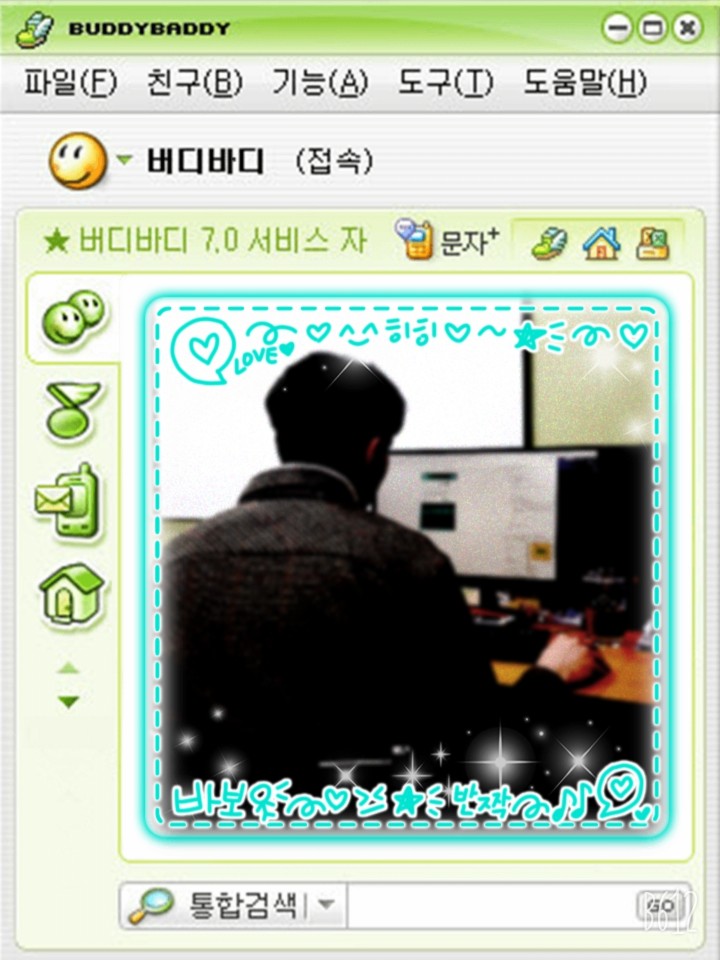 BUDDYBADDY
파일(F) 친구(B) 기능(A) 도구(T) 도움말(H)
버디바디 (접속)
★ 버디바디 7.0 서비스 자 문자+
♡ ^_^ 히히 ♡ ~ ★ ♡
LOVE♥
바보옷 ♡ ★ 반짝 ♫
통합검색
GO
B612